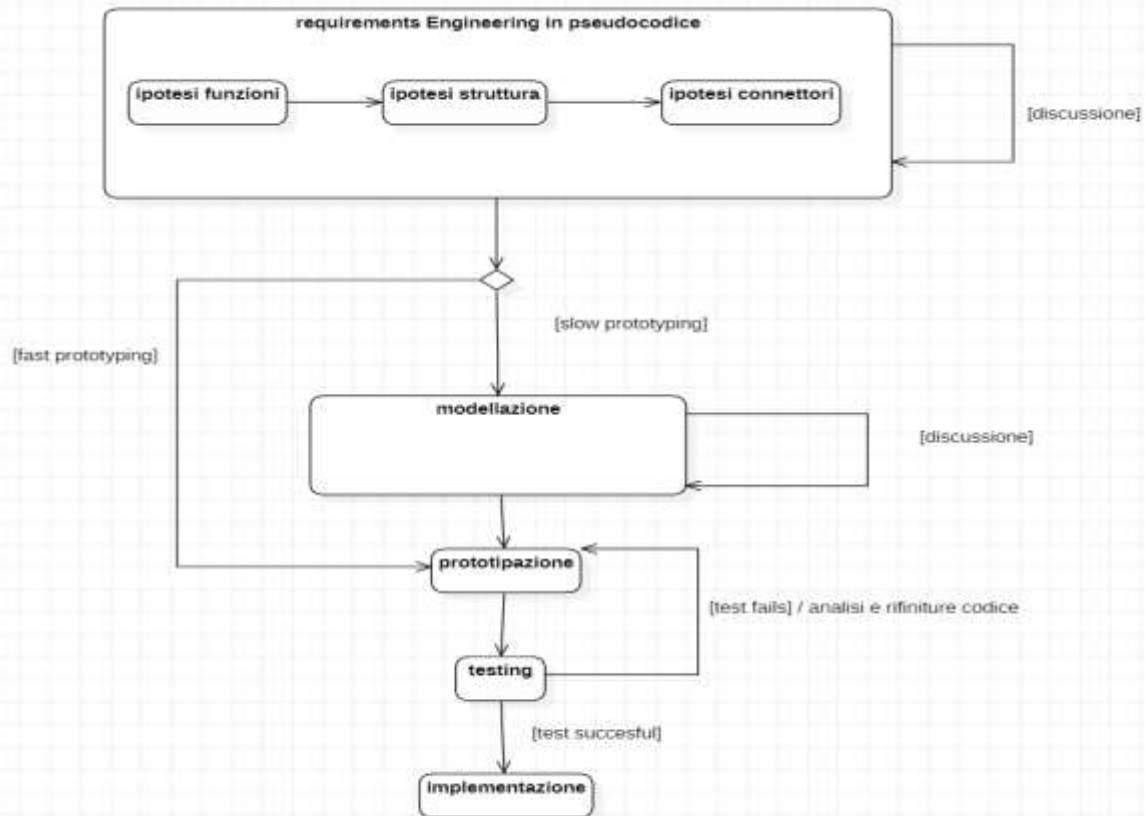 requirements Engineering in pseudocodice
ipotesi funzioni
ipotesi struttura
ipotesi connettori
[discussione]
[slow prototyping]
[fast prototyping]
modellazione
[discussione]
prototipazione
[test fails] / analisi e rifiniture codice
testing
[test succesful]
implementazione